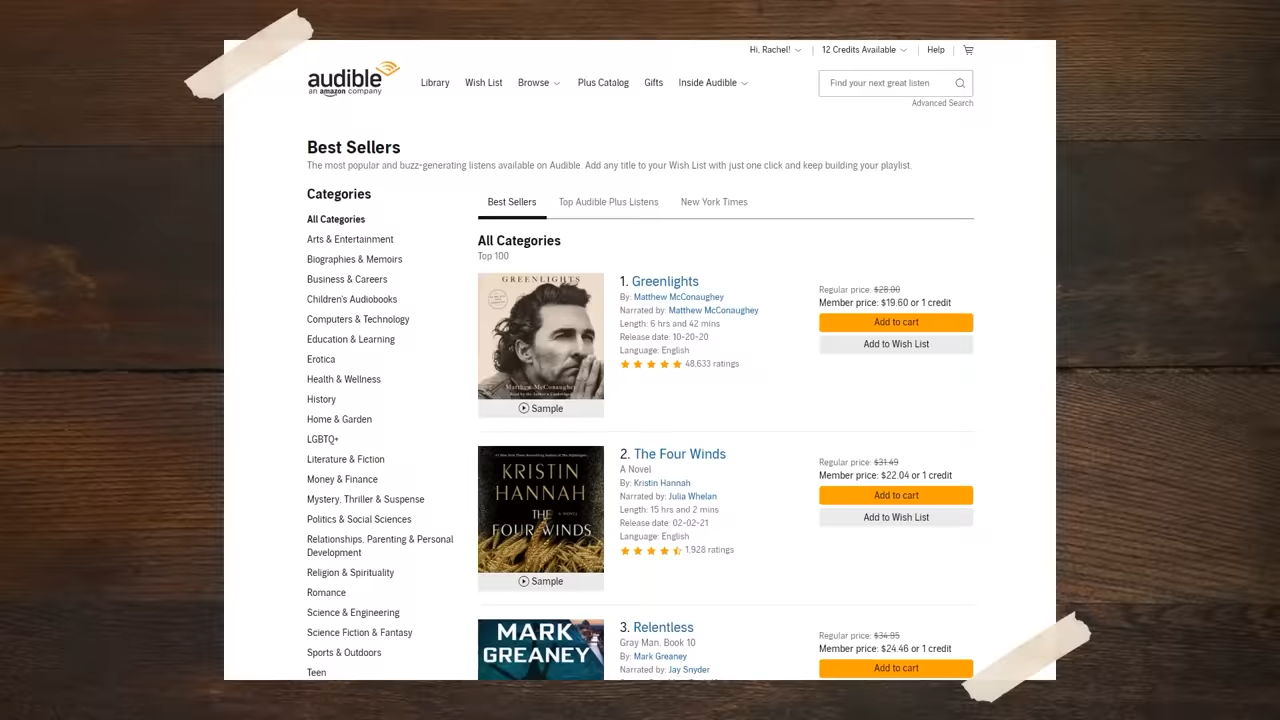 Hi, Rachel!
12 Credits Available
Help
audible
an amazon company
Library
Wish List
Browse
Plus Catalog
Gifts
Inside Audible
Find your next great listen
Advanced Search
Best Sellers
The most popular and buzz-generating listens available on Audible. Add any title to your Wish List with just one click and keep building your playlist.
Categories
All Categories
Arts & Entertainment
Biographies & Memoirs
Business & Careers
Children's Audiobooks
Computers & Technology
Education & Learning
Erotica
Health & Wellness
History
Home & Garden
LGBTQ+
Literature & Fiction
Money & Finance
Mystery, Thriller & Suspense
Politics & Social Sciences
Relationships, Parenting & Personal
Development
Religion & Spirituality
Romance
Science & Engineering
Science Fiction & Fantasy
Sports & Outdoors
Teen
Best Sellers
Top Audible Plus Listens
New York Times
All Categories
Top 100
GREENLIGHTS
Matthew McConaughey
Sample
1. Greenlights
By: Matthew McConaughey
Narrated by: Matthew McConaughey
Length: 6 hrs and 42 mins
Release date: 10-20-20
Language: English
48,633 ratings
Regular price: $28.00
Member price: $19.60 or 1 credit
Add to cart
Add to Wish List
KRISTIN
HANNAH
THE
A NOVEL
FOUR WINDS
Sample
2. The Four Winds
A Novel
By: Kristin Hannah
Narrated by: Julia Whelan
Length: 15 hrs and 2 mins
Release date: 02-02-21
Language: English
1,928 ratings
Regular price: $31.49
Member price: $22.04 or 1 credit
Add to cart
Add to Wish List
MARK
GREANEY
3. Relentless
Gray Man, Book 10
By: Mark Greaney
Narrated by: Jay Snyder
Regular price: $34.95
Member price: $24.46 or 1 credit
Add to cart